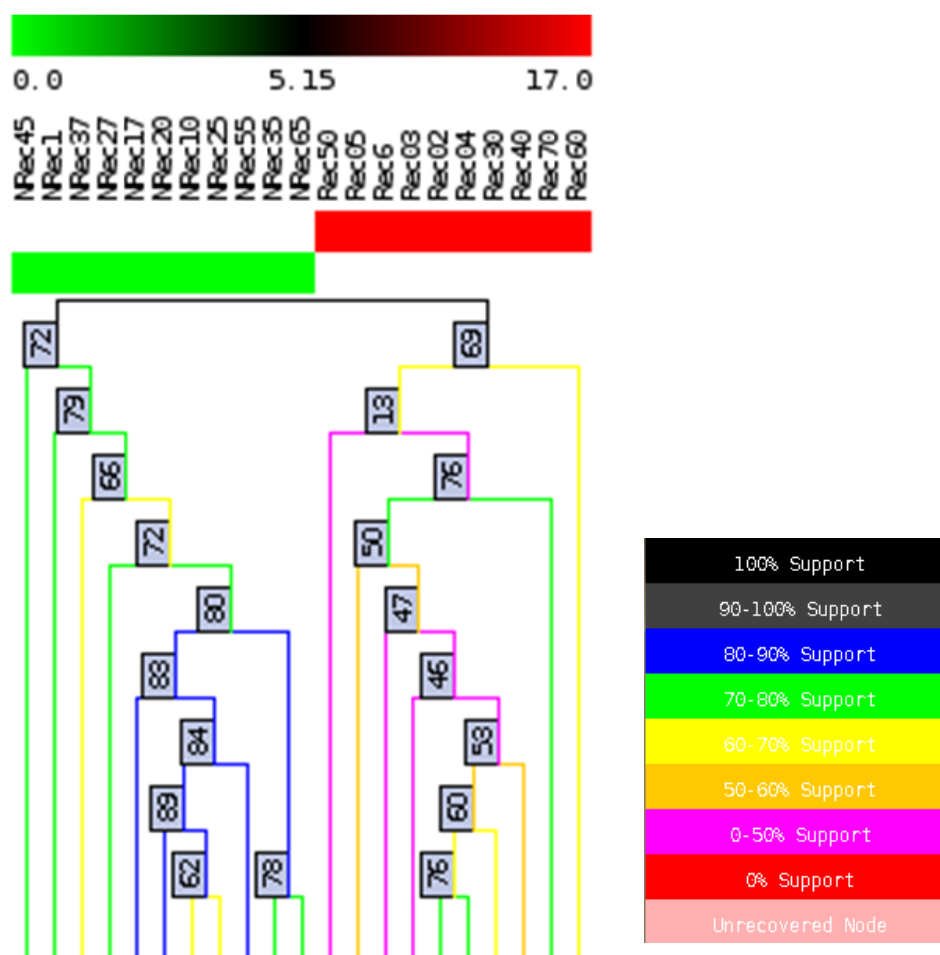 0.0 5.15 17.0
NRec45 NRec1 NRec37 NRec27 NRec17 NRec20 NRec10 NRec25 NRec55 NRec35 NRec65 Rec50 Rec05 Rec6 Rec03 Rec02 Rec04 Rec30 Rec40 Rec70 Rec60
72 69
79 13
66 76
72 50
80 47
83 46
84 53
89 60
62 78 76
100% Support
90-100% Support
80-90% Support
70-80% Support
60-70% Support
50-60% Support
0-50% Support
0% Support
Unrecovered Node